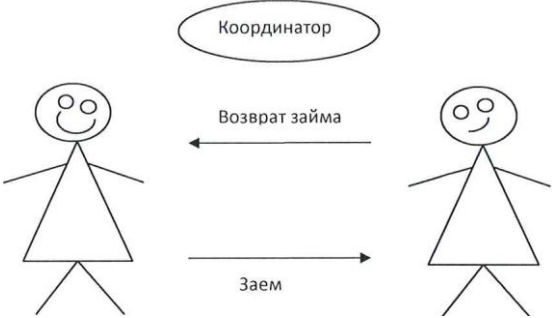 Координатор
Возврат займа
Заем